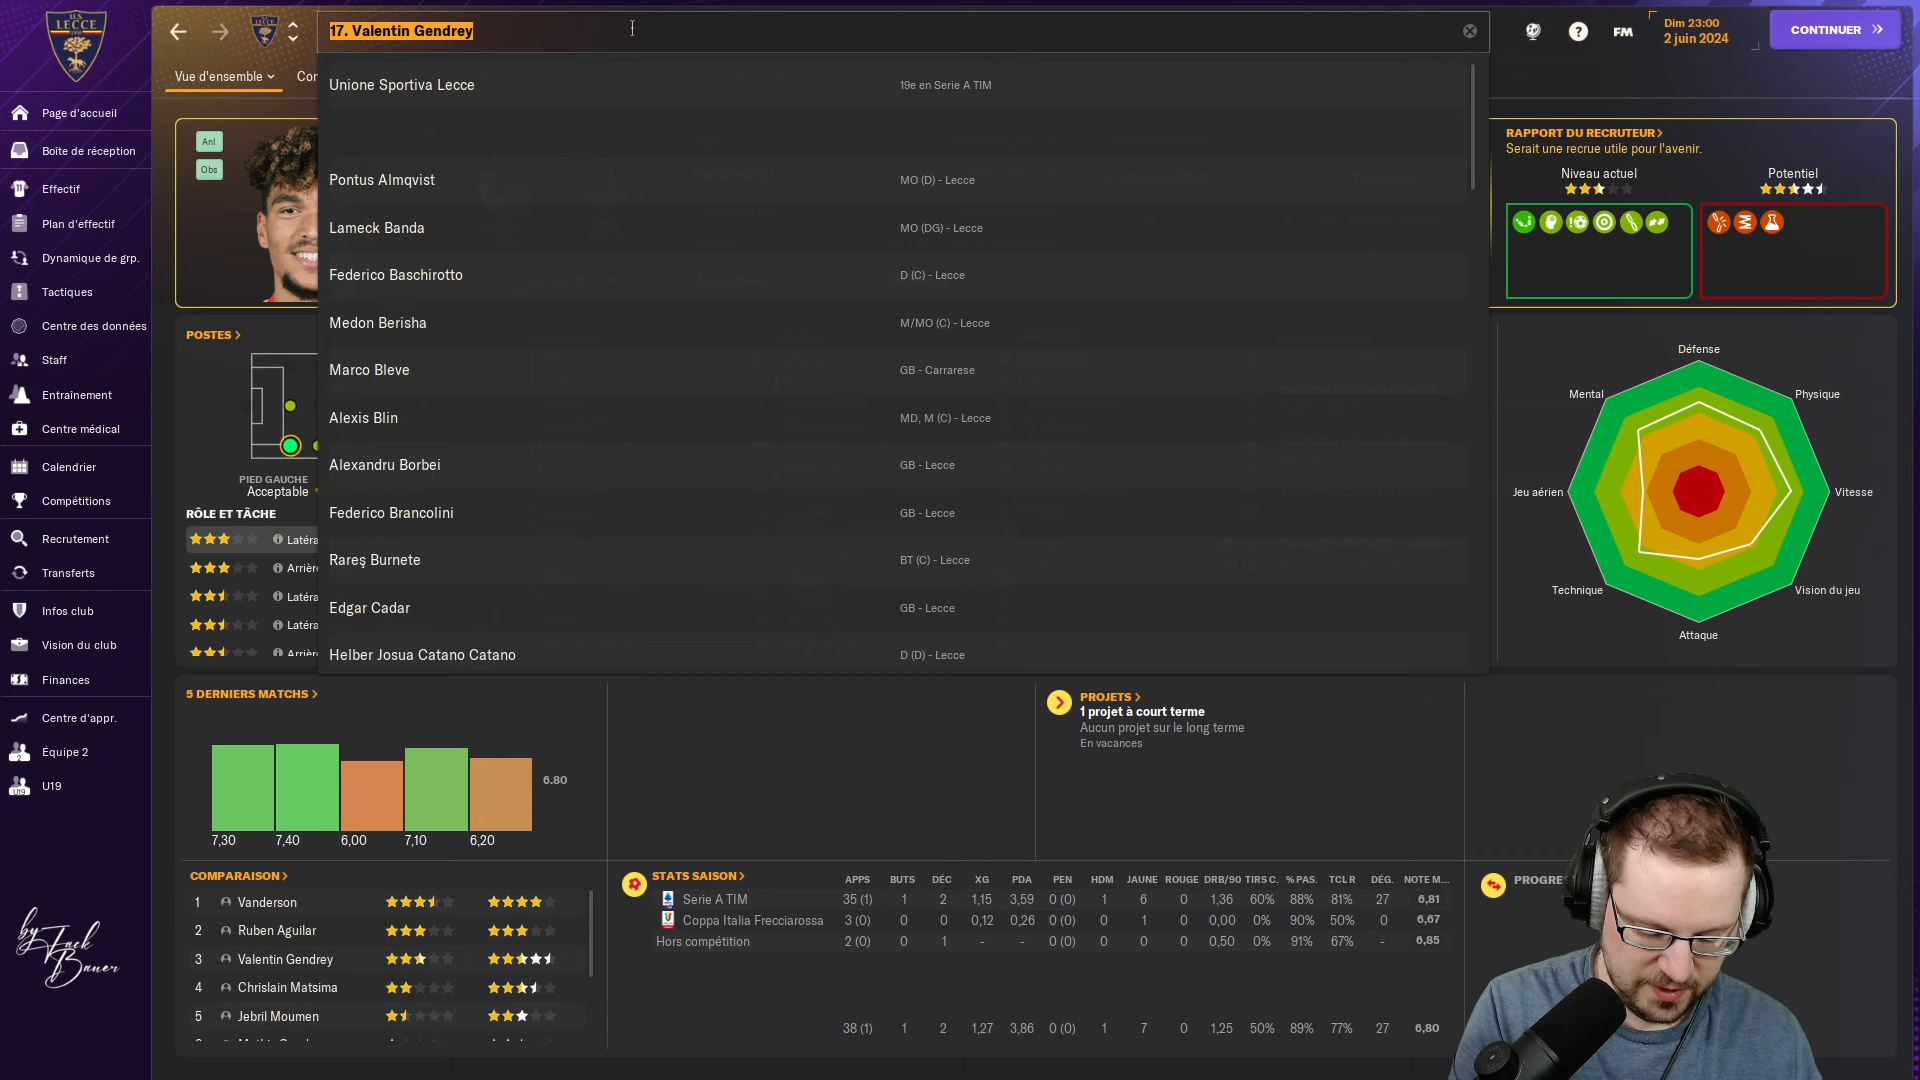 U.S.
LECCE
17. Valentin Gendrey
Dim 23:00
2 juin 2024
FM
CONTINUER
Vue d'ensemble
Con
Unione Sportiva Lecce
19e en Serie A TIM
Pontus Almqvist
MO (D) - Lecce
Lameck Banda
MO (DG) - Lecce
Federico Baschirotto
D (C) - Lecce
Medon Berisha
M/MO (C) - Lecce
Marco Bleve
GB - Carrarese
Alexis Blin
MD, M (C) - Lecce
Alexandru Borbei
GB - Lecce
Federico Brancolini
GB - Lecce
Rareş Burnete
BT (C) - Lecce
Edgar Cadar
GB - Lecce
Helber Josua Catano Catano
D (D) - Lecce
Page d'accueil
Boîte de réception
Effectif
Plan d'effectif
Dynamique de grp.
Tactiques
Centre des données
Staff
Entraînement
Centre médical
Calendrier
Compétitions
Recrutement
Transferts
Infos club
Vision du club
Finances
Centre d'appr.
Équipe 2
U19
Anl
Obs
POSTES >
PIED GAUCHE
Acceptable
RÔLE ET TÂCHE
Latéra
Arrièr
Latéra
Latéra
Arrièr
RAPPORT DU RECRUTEUR >
Serait une recrue utile pour l'avenir.
Niveau actuel
Potentiel
Défense
Mental
Physique
Jeu aérien
Vitesse
Technique
Vision du jeu
Attaque
5 DERNIERS MATCHS >
6.80
7,30 7,40 6,00 7,10 6,20
PROJETS >
1 projet à court terme
Aucun projet sur le long terme
En vacances
COMPARAISON >
1 Vanderson
2 Ruben Aguilar
3 Valentin Gendrey
4 Chrislain Matsima
5 Jebril Moumen
STATS SAISON > APPS BUTS DÉC XG PDA PEN HDM JAUNE ROUGE DRB/90 TIRS C. % PAS. TCL R DÉG. NOTE M...
Serie A TIM 35 (1) 1 2 1,15 3,59 0 (0) 1 6 0 1,36 60% 88% 81% 27 6,81
Coppa Italia Frecciarossa 3 (0) 0 0 0,12 0,26 0 (0) 0 1 0 0,00 0% 90% 50% 0 6,67
Hors compétition 2 (0) 0 1 - - 0 (0) 0 0 0 0,50 0% 91% 67% - 6,85
38 (1) 1 2 1,27 3,86 0 (0) 1 7 0 1,25 50% 89% 77% 27 6,80
PROGRE
by Jack
Bauer